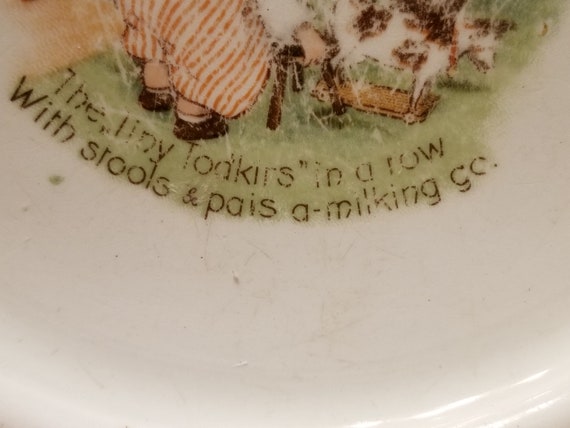 The "Tiny Todkins" in a row
With stools & pails a-milking go.